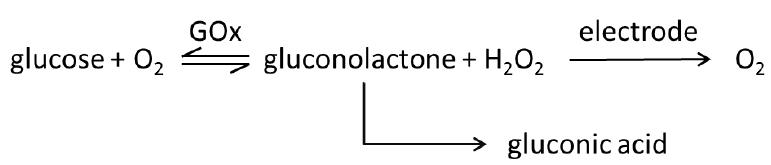 GOx
electrode
glucose + O₂ ⇌ gluconolactone + H₂O₂ ⟶ O₂
gluconic acid